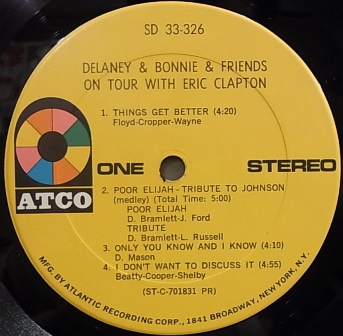 SD 33-326
DELANEY & BONNIE & FRIENDS
ON TOUR WITH ERIC CLAPTON
1. THINGS GET BETTER (4:20)
Floyd-Cropper-Wayne
ATCO
ONE
STEREO
2. POOR ELIJAH - TRIBUTE TO JOHNSON
(medley) (Total Time: 5:00)
POOR ELIJAH
D. Bramlett-J. Ford
TRIBUTE
D. Bramlett-L. Russell
3. ONLY YOU KNOW AND I KNOW (4:10)
D. Mason
4. I DON'T WANT TO DISCUSS IT (4:55)
Beatty-Cooper-Shelby
(ST-C-701831 PR)
MFG. BY ATLANTIC RECORDING CORP., 1841 BROADWAY, NEW YORK, N.Y.